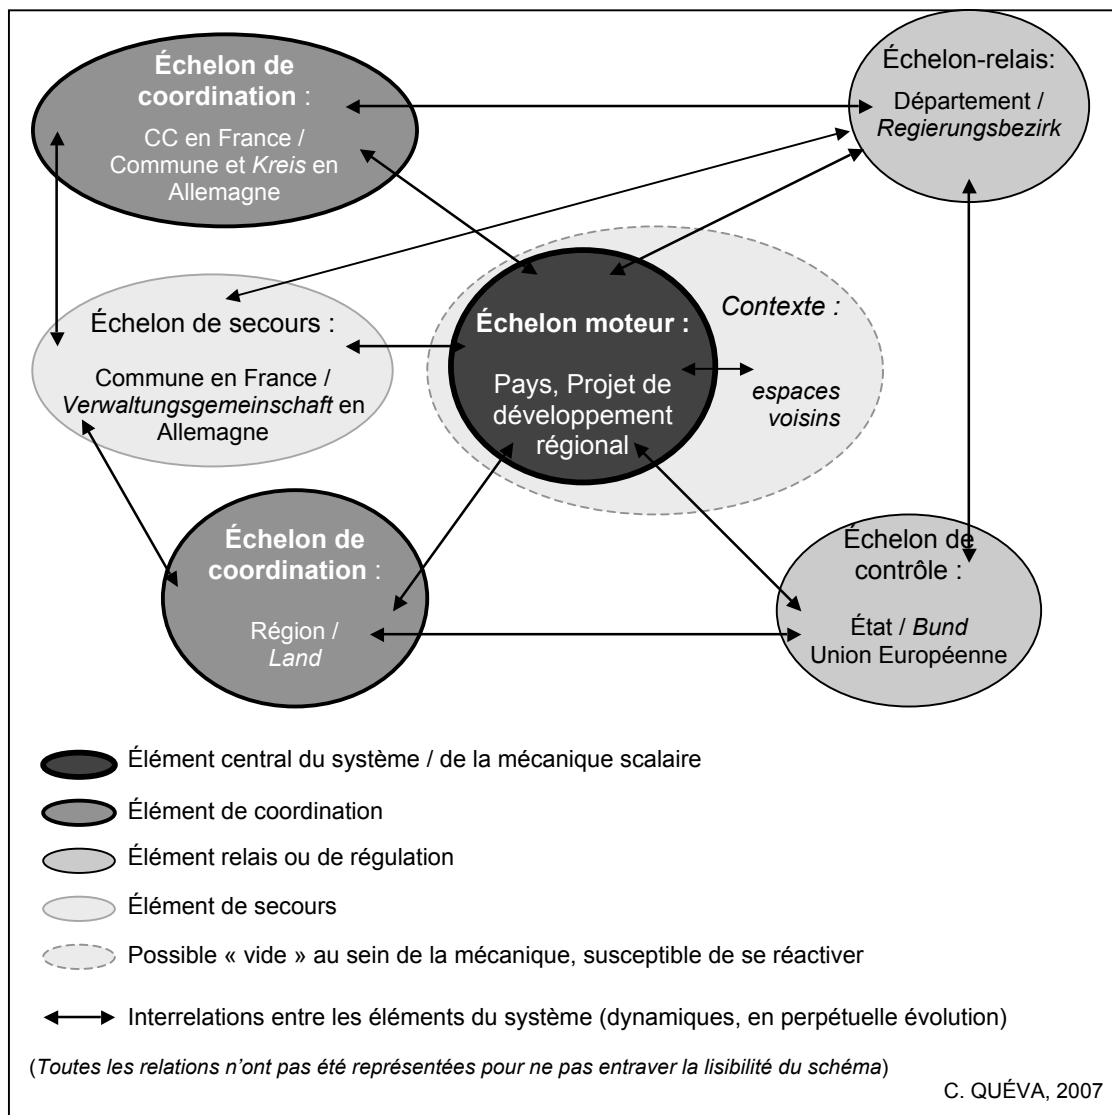 Échelon de
coordination :
CC en France /
Commune et Kreis en
Allemagne
Échelon-relais:
Département /
Regierungsbezirk
Échelon de secours :
Commune en France /
Verwaltungsgemeinschaft en
Allemagne
Échelon moteur :
Pays, Projet de
développement
régional
Contexte :
espaces
voisins
Échelon de
coordination :
Région /
Land
Échelon de
contrôle :
État / Bund
Union Européenne
Élément central du système / de la mécanique scalaire
Élément de coordination
Élément relais ou de régulation
Élément de secours
Possible « vide » au sein de la mécanique, susceptible de se réactiver
Interrelations entre les éléments du système (dynamiques, en perpétuelle évolution)
(Toutes les relations n’ont pas été représentées pour ne pas entraver la lisibilité du schéma)
C. QUÉVA, 2007